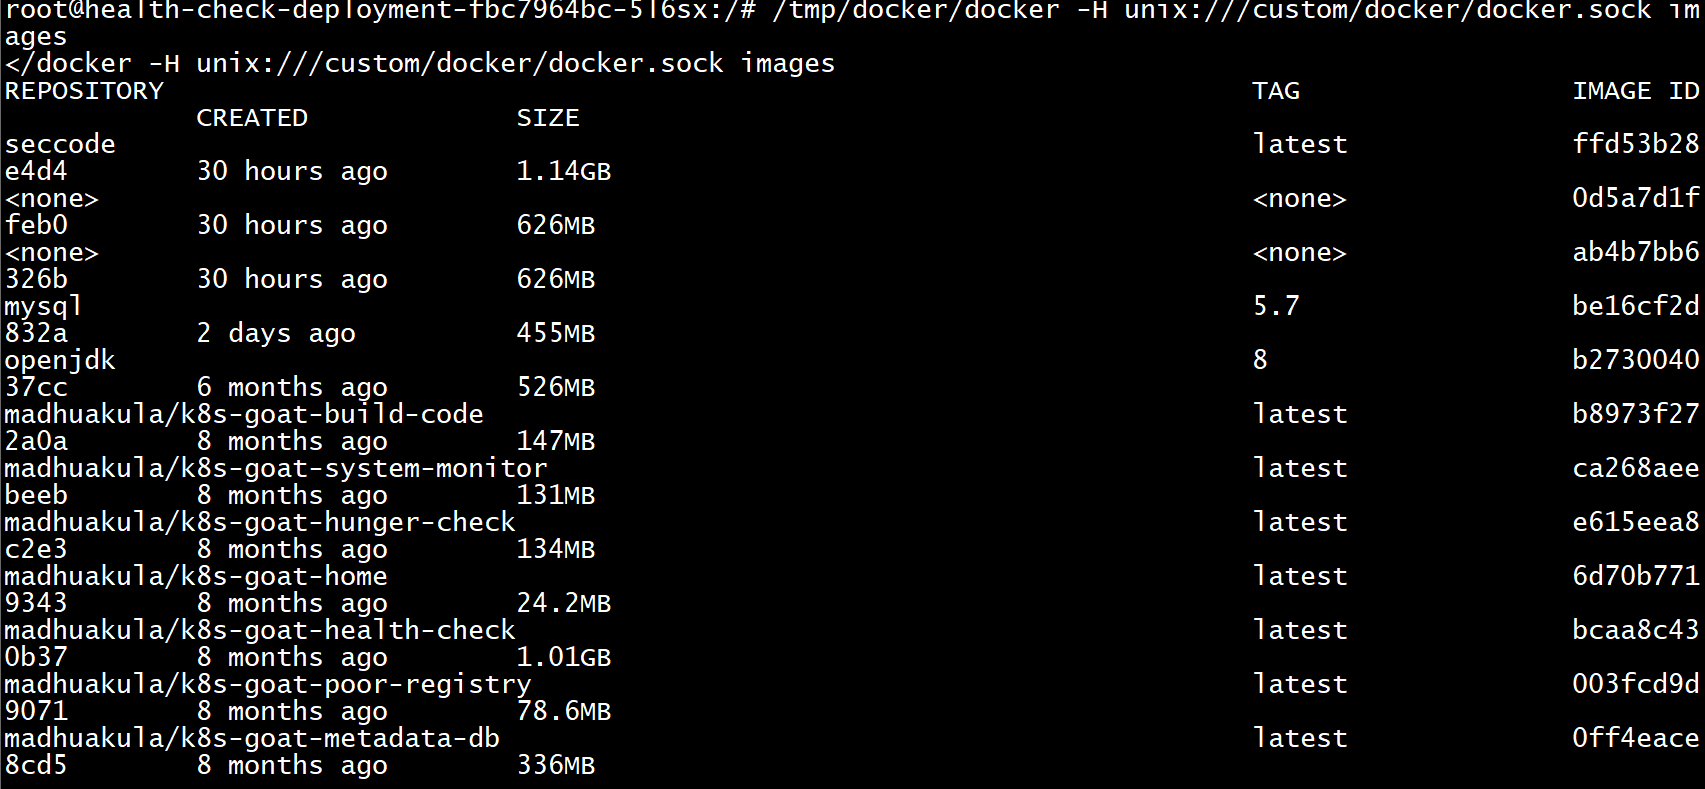 root@health-check-deployment-fbc7964bc-5l6sx:/# /tmp/docker/docker -H unix:///custom/docker/docker.sock im
ages
</docker -H unix:///custom/docker/docker.sock images
REPOSITORY TAG IMAGE ID
CREATED SIZE
seccode latest ffd53b28
e4d4 30 hours ago 1.14GB
<none> <none> 0d5a7d1f
feb0 30 hours ago 626MB
<none> <none> ab4b7bb6
326b 30 hours ago 626MB
mysql 5.7 be16cf2d
832a 2 days ago 455MB
openjdk 8 b2730040
37cc 6 months ago 526MB
madhuakula/k8s-goat-build-code latest b8973f27
2a0a 8 months ago 147MB
madhuakula/k8s-goat-system-monitor latest ca268aee
beeb 8 months ago 131MB
madhuakula/k8s-goat-hunger-check latest e615eea8
c2e3 8 months ago 134MB
madhuakula/k8s-goat-home latest 6d70b771
9343 8 months ago 24.2MB
madhuakula/k8s-goat-health-check latest bcaa8c43
0b37 8 months ago 1.01GB
madhuakula/k8s-goat-poor-registry latest 003fcd9d
9071 8 months ago 78.6MB
madhuakula/k8s-goat-metadata-db latest 0ff4eace
8cd5 8 months ago 336MB